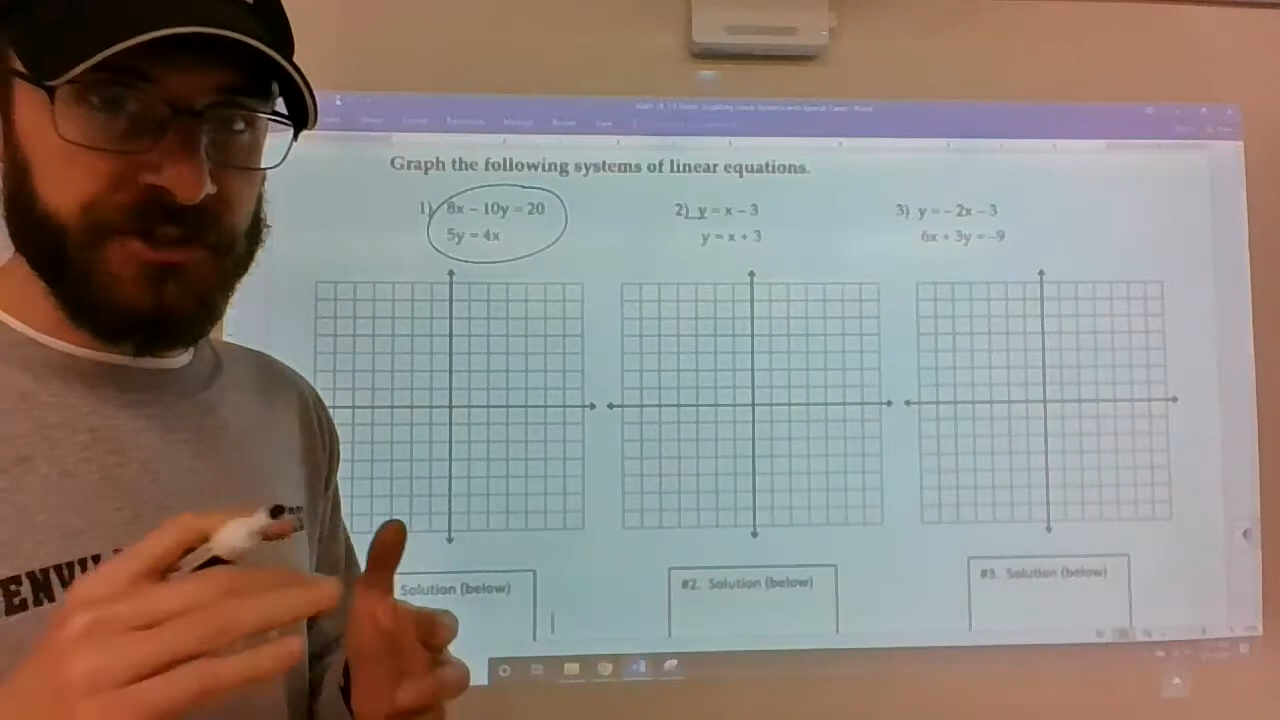 Graph the following systems of linear equations.
1) 8x – 10y = 20
5y = 4x
2) y = x – 3
y = x + 3
3) y = – 2x – 3
6x + 3y = –9
Solution (below)
#2. Solution (below)
#3. Solution (below)
ENVI